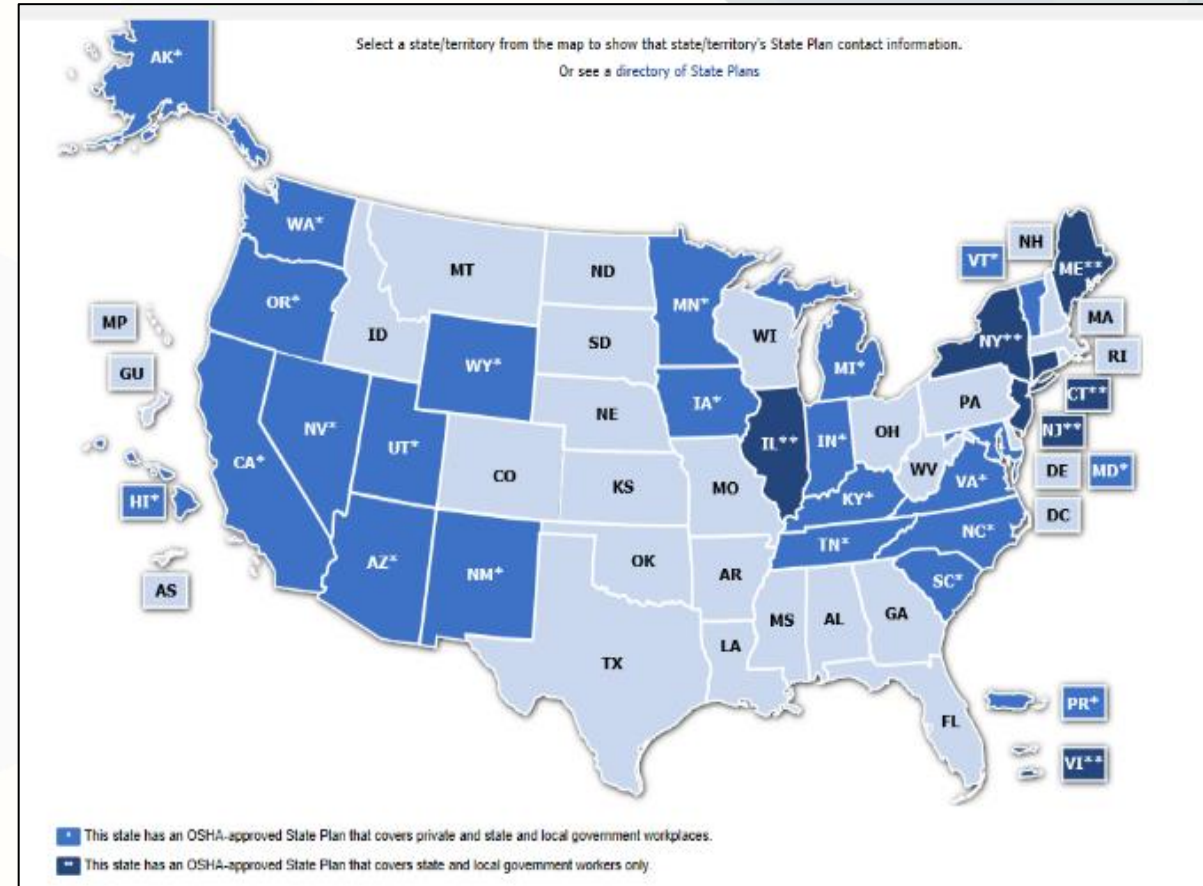 Select a state/territory from the map to show that state/territory's State Plan contact information.
Or see a directory of State Plans
AK*
WA*
OR*
CA*
NV*
ID
MT
WY*
UT*
AZ*
CO
NM*
ND
SD
NE
KS
OK
TX
MN*
IA*
MO
AR
LA
WI
IL**
MI*
IN*
OH
KY*
TN*
MS
AL
GA
FL
SC*
NC*
VA*
WV
PA
NY**
VT*
NH
ME**
MA
RI
CT**
NJ**
DE
MD*
DC
MP
GU
HI*
AS
PR*
VI**
* This state has an OSHA-approved State Plan that covers private and state and local government workplaces.
** This state has an OSHA-approved State Plan that covers state and local government workers only.